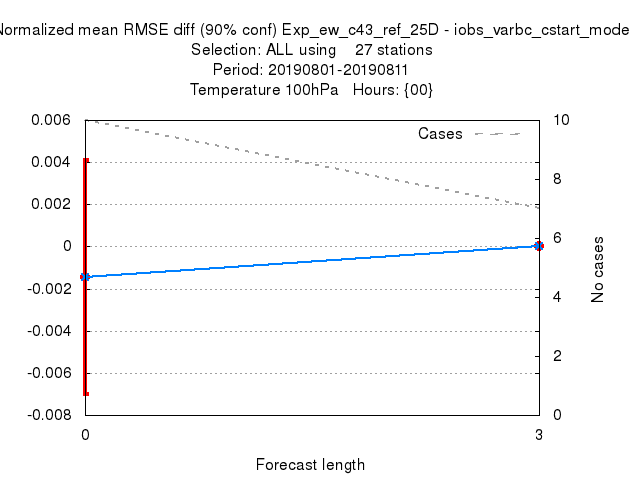 Normalized mean RMSE diff (90% conf) Exp_ew_c43_ref_25D - iobs_varbc_cstart_mode
Selection: ALL using 27 stations
Period: 20190801-20190811
Temperature 100hPa Hours: {00}
Cases
0.006
0.004
0.002
0
-0.002
-0.004
-0.006
-0.008
10
8
6
4
2
0
No cases
0
3
Forecast length